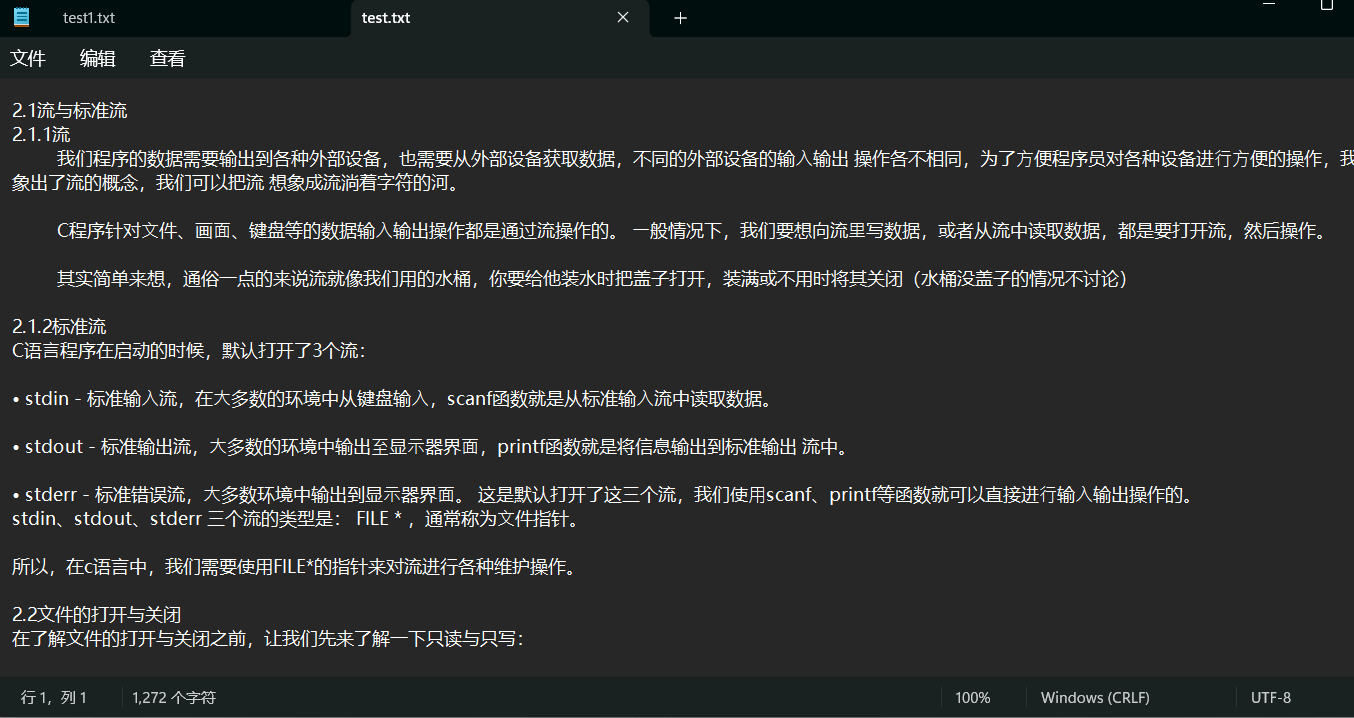 test1.txt
test.txt
文件 编辑 查看
2.1流与标准流
2.1.1流
我们程序的数据需要输出到各种外部设备，也需要从外部设备获取数据，不同的外部设备的输入输出 操作各不相同，为了方便程序员对各种设备进行方便的操作，我
象出了流的概念，我们可以把流 想象成流淌着字符的河。
C程序针对文件、画面、键盘等的数据输入输出操作都是通过流操作的。 一般情况下，我们要想向流里写数据，或者从流中读取数据，都是要打开流，然后操作。
其实简单来想，通俗一点的来说流就像我们用的水桶，你要给他装水时把盖子打开，装满或不用时将其关闭（水桶没盖子的情况不讨论）
2.1.2标准流
C语言程序在启动的时候，默认打开了3个流：
• stdin - 标准输入流，在大多数的环境中从键盘输入，scanf函数就是从标准输入流中读取数据。
• stdout - 标准输出流，大多数的环境中输出至显示器界面，printf函数就是将信息输出到标准输出 流中。
• stderr - 标准错误流，大多数环境中输出到显示器界面。 这是默认打开了这三个流，我们使用scanf、printf等函数就可以直接进行输入输出操作的。
stdin、stdout、stderr 三个流的类型是： FILE * ，通常称为文件指针。
所以，在c语言中，我们需要使用FILE*的指针来对流进行各种维护操作。
2.2文件的打开与关闭
在了解文件的打开与关闭之前，让我们先来了解一下只读与只写：
行 1，列 1
1,272 个字符
100%
Windows (CRLF)
UTF-8